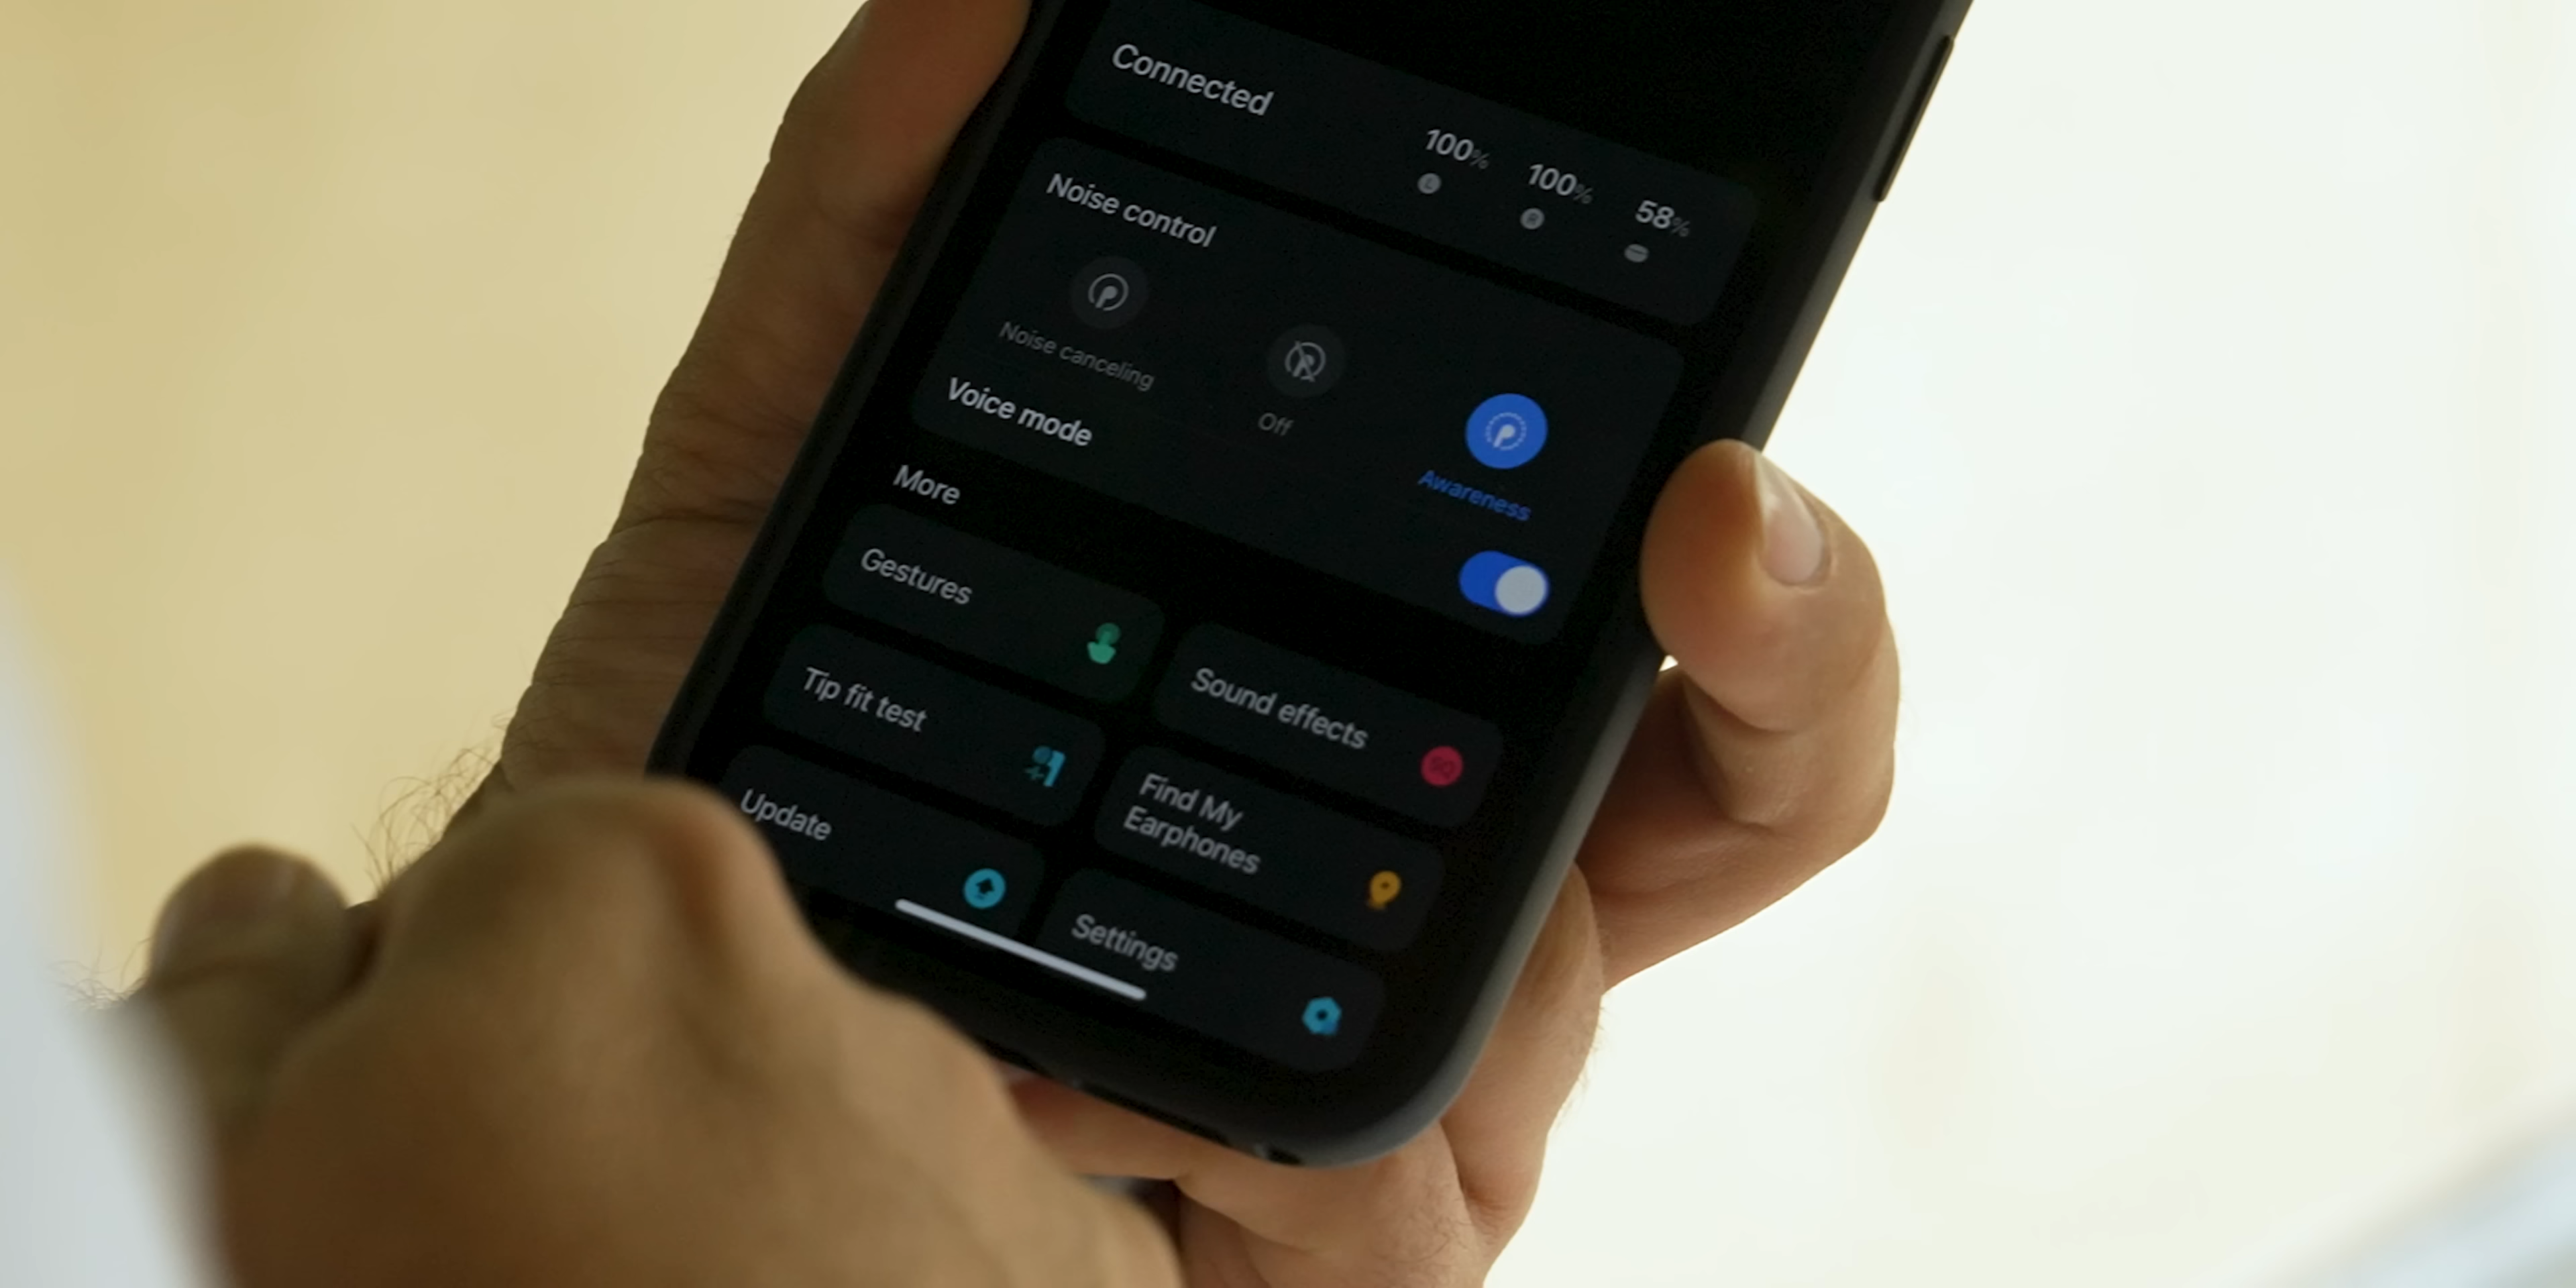 Connected
100% 100% 58%
L R
Noise control
Noise canceling
Off
Awareness
Voice mode
More
Gestures
Sound effects
Tip fit test
Find My
Earphones
Update
Settings